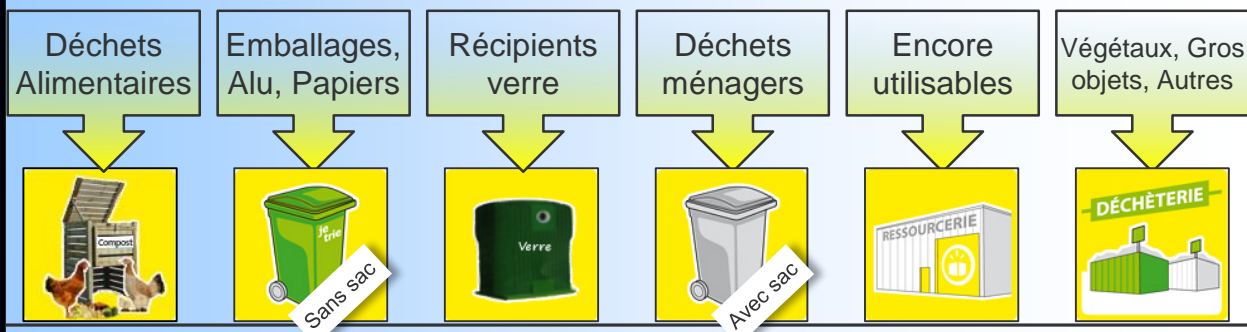 Déchets
Alimentaires
Emballages,
Alu, Papiers
Récipients
verre
Déchets
ménagers
Encore
utilisables
Végétaux, Gros
objets, Autres
Compost
je
trie
Sans sac
Verre
Avec sac
RESSOURCERIE
DÉCHÈTERIE